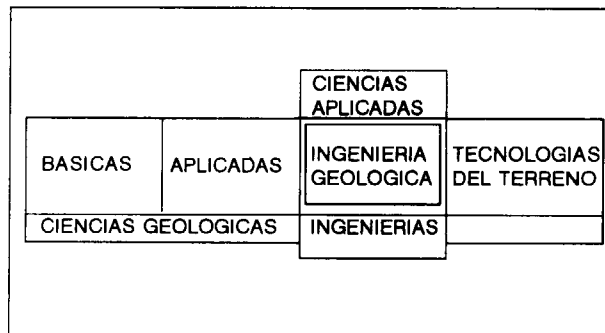 CIENCIAS
APLICADAS
BASICAS
APLICADAS
INGENIERIA
GEOLOGICA
TECNOLOGIAS
DEL TERRENO
CIENCIAS GEOLOGICAS
INGENIERIAS